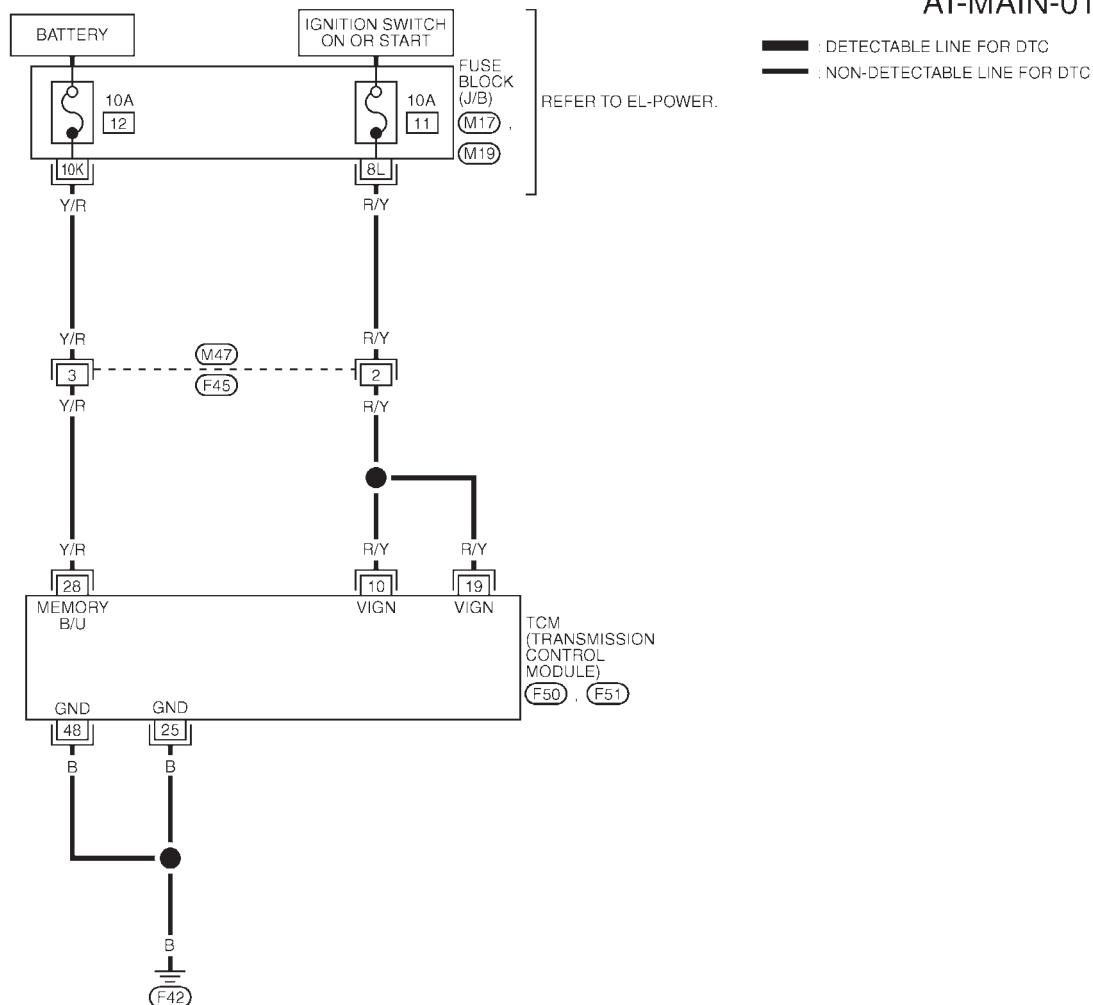 AT-MAIN-01
BATTERY
IGNITION SWITCH
ON OR START
: DETECTABLE LINE FOR DTC
: NON-DETECTABLE LINE FOR DTC
FUSE
BLOCK
(J/B)
M17 ,
M19
REFER TO EL-POWER.
10A
12
10A
11
10K
8L
Y/R
R/Y
Y/R
R/Y
3
M47
F45
2
Y/R
R/Y
Y/R
R/Y
R/Y
28
10
19
MEMORY
B/U
VIGN
VIGN
TCM
(TRANSMISSION
CONTROL
MODULE)
F50 , F51
GND
GND
48
25
B
B
B
F42